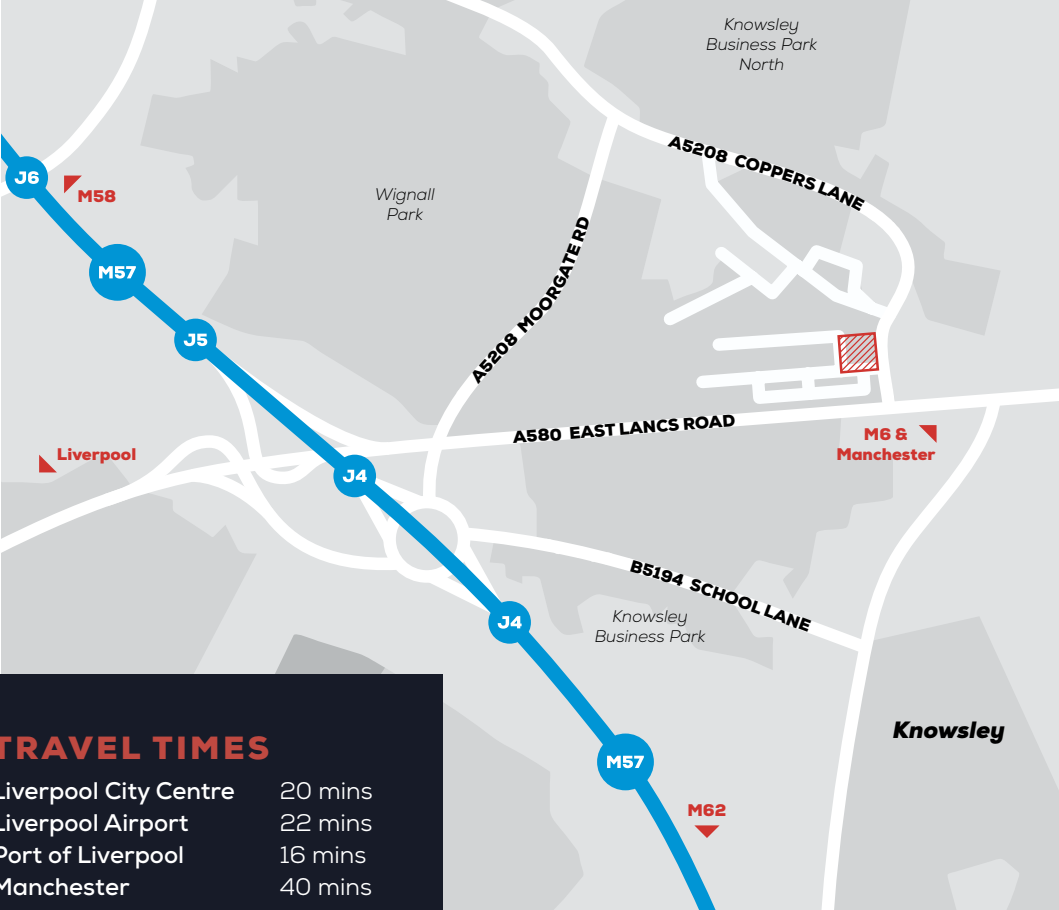 Knowsley
Business Park
North
A5208 COPPERS LANE
J6
M58
Wignall
Park
M57
A5208 MOORGATE RD
J5
A580 EAST LANCS ROAD
M6 &
Manchester
Liverpool
J4
B5194 SCHOOL LANE
J4
Knowsley
Business Park
Knowsley
M57
M62
TRAVEL TIMES
Liverpool City Centre 20 mins
Liverpool Airport 22 mins
Port of Liverpool 16 mins
Manchester 40 mins